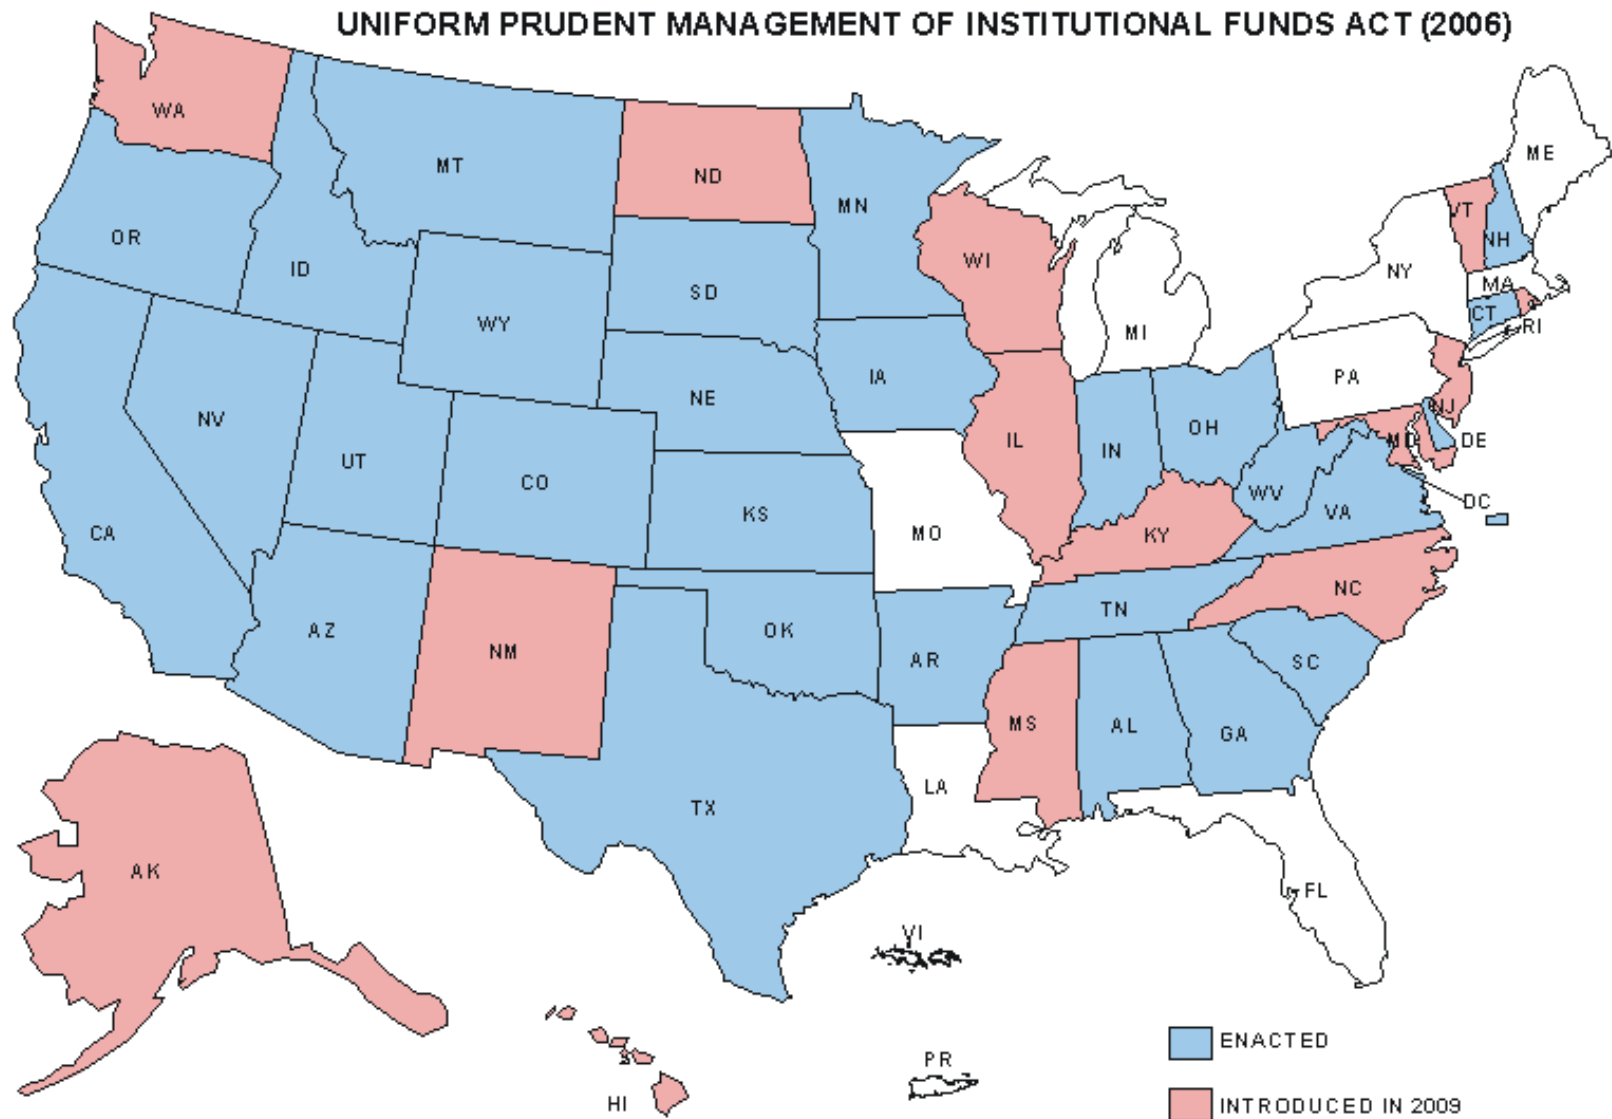 UNIFORM PRUDENT MANAGEMENT OF INSTITUTIONAL FUNDS ACT (2006)
WA
MT
ND
MN
ME
VT
NH
OR
ID
SD
WI
NY
MA
WY
MI
CT
RI
IA
PA
NE
NV
NJ
UT
IL
IN
OH
MD
DE
CO
WV
DC
CA
KS
MO
KY
VA
AZ
OK
TN
NC
NM
AR
SC
MS
AL
GA
TX
LA
AK
FL
VI
PR
HI
ENACTED
INTRODUCED IN 2009